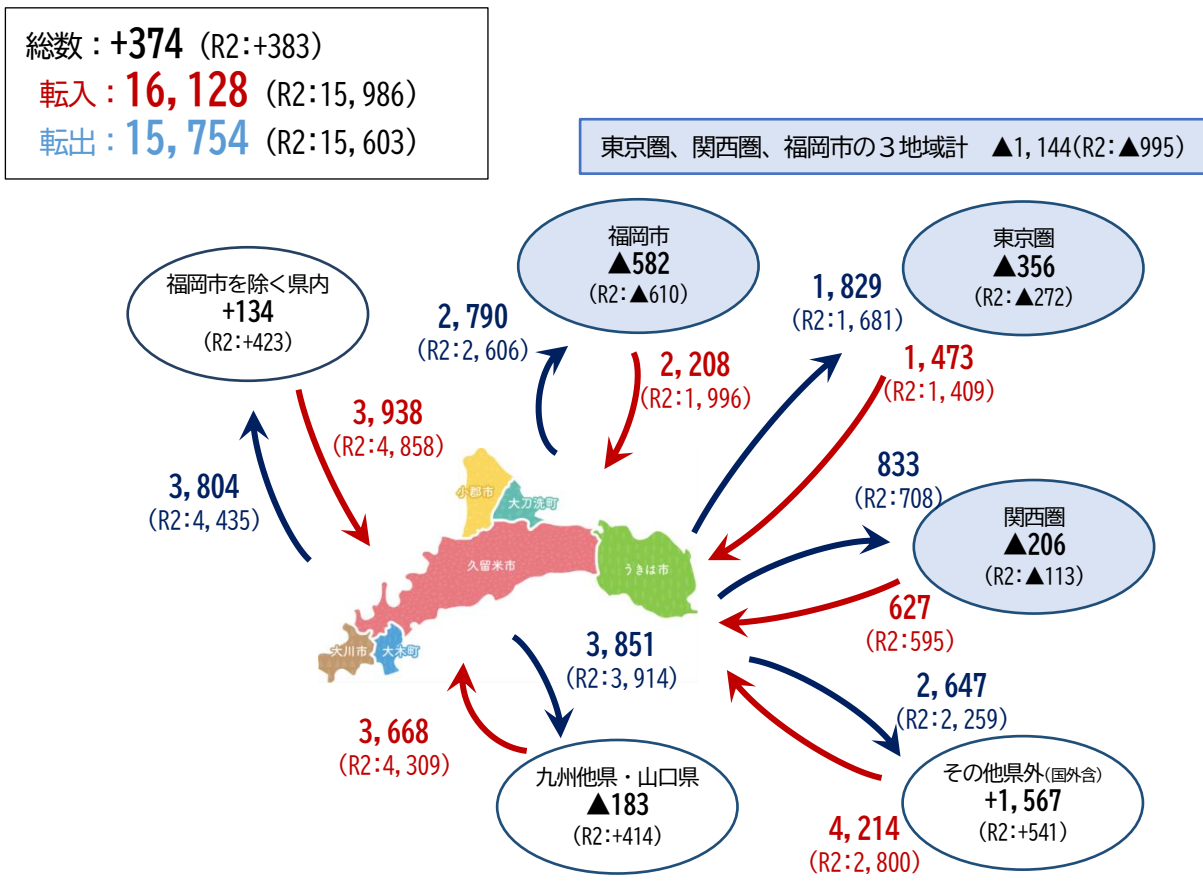 総数：+374 (R2:+383)
転入：16,128 (R2:15,986)
転出：15,754 (R2:15,603)
東京圏、関西圏、福岡市の３地域計　▲1,144(R2:▲995)
福岡市を除く県内
+134
(R2:+423)
福岡市
▲582
(R2:▲610)
東京圏
▲356
(R2:▲272)
2,790
(R2:2,606)
2,208
(R2:1,996)
1,829
(R2:1,681)
1,473
(R2:1,409)
3,938
(R2:4,858)
3,804
(R2:4,435)
833
(R2:708)
関西圏
▲206
(R2:▲113)
627
(R2:595)
小郡市
大刀洗町
久留米市
うきは市
大川市
大木町
3,851
(R2:3,914)
3,668
(R2:4,309)
2,647
(R2:2,259)
4,214
(R2:2,800)
九州他県・山口県
▲183
(R2:+414)
その他県外(国外含)
+1,567
(R2:+541)